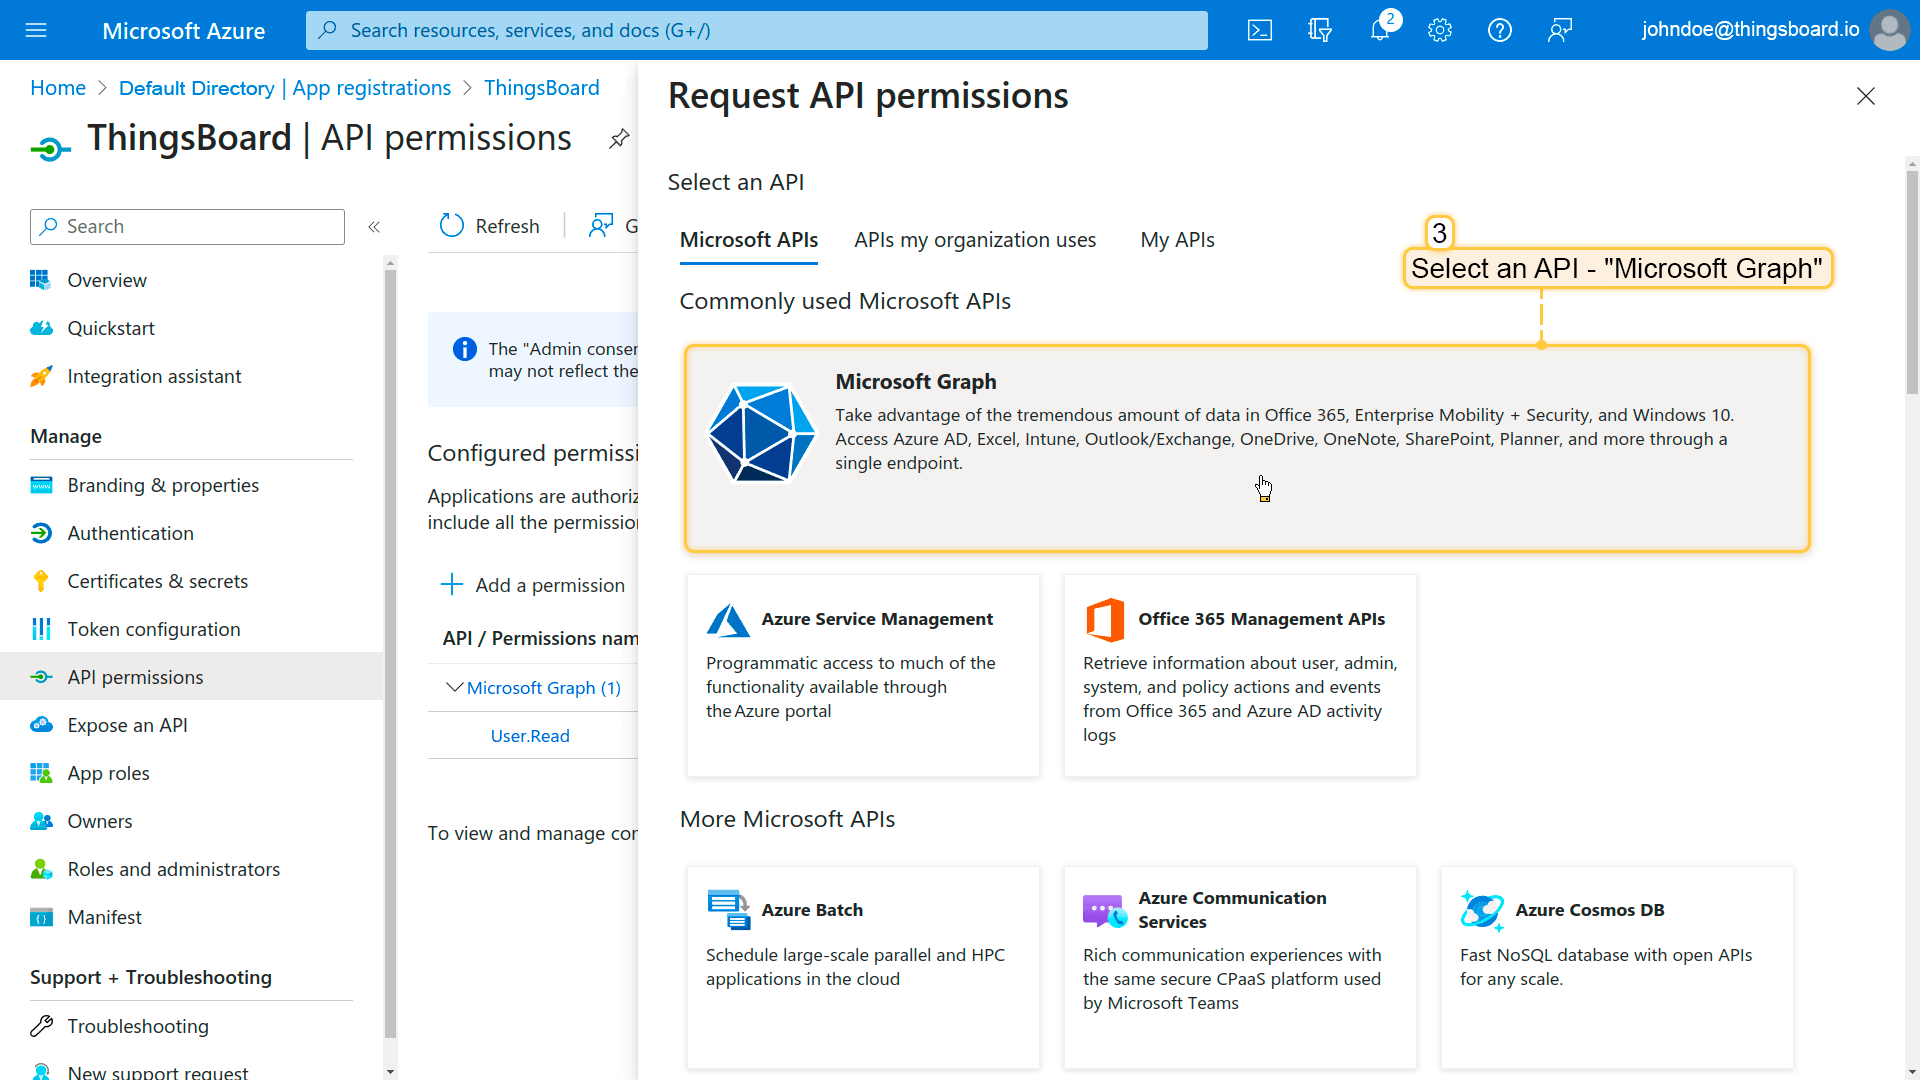 Microsoft Azure
Search resources, services, and docs (G+/)
2
johndoe@thingsboard.io
Home > Default Directory | App registrations > ThingsBoard
ThingsBoard | API permissions
Search
«
Overview
Quickstart
Integration assistant
Manage
Branding & properties
Authentication
Certificates & secrets
Token configuration
API permissions
Expose an API
App roles
Owners
Roles and administrators
Manifest
Support + Troubleshooting
Troubleshooting
New support request
Refresh
G
The "Admin conser
may not reflect the
Configured permissi
Applications are authoriz
include all the permission
Add a permission
API / Permissions nam
Microsoft Graph (1)
User.Read
To view and manage cor
Request API permissions
Select an API
Microsoft APIs
APIs my organization uses
My APIs
3
Select an API - "Microsoft Graph"
Commonly used Microsoft APIs
Microsoft Graph
Take advantage of the tremendous amount of data in Office 365, Enterprise Mobility + Security, and Windows 10.
Access Azure AD, Excel, Intune, Outlook/Exchange, OneDrive, OneNote, SharePoint, Planner, and more through a
single endpoint.
Azure Service Management
Programmatic access to much of the
functionality available through
the Azure portal
Office 365 Management APIs
Retrieve information about user, admin,
system, and policy actions and events
from Office 365 and Azure AD activity
logs
More Microsoft APIs
Azure Batch
Schedule large-scale parallel and HPC
applications in the cloud
Azure Communication
Services
Rich communication experiences with
the same secure CPaaS platform used
by Microsoft Teams
Azure Cosmos DB
Fast NoSQL database with open APIs
for any scale.